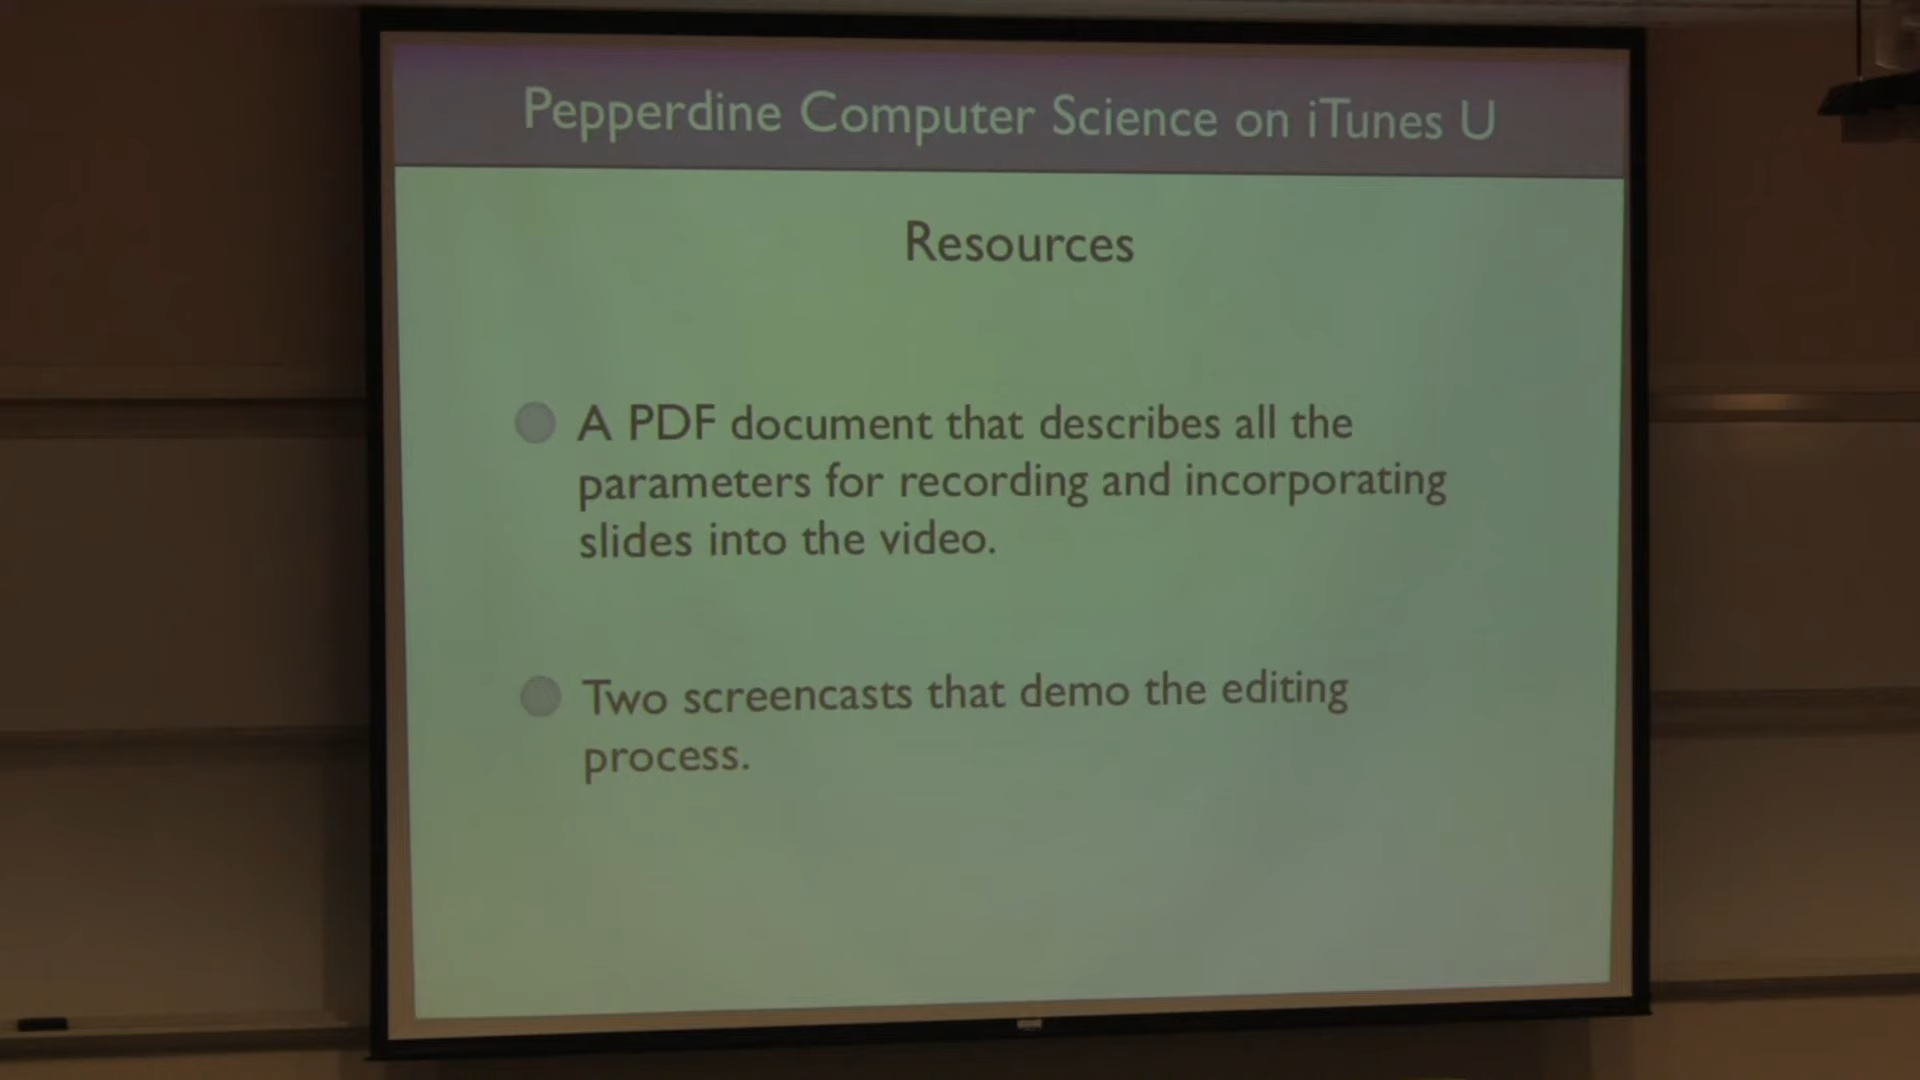 Pepperdine Computer Science on iTunes U
Resources
A PDF document that describes all the
parameters for recording and incorporating
slides into the video.
Two screencasts that demo the editing
process.